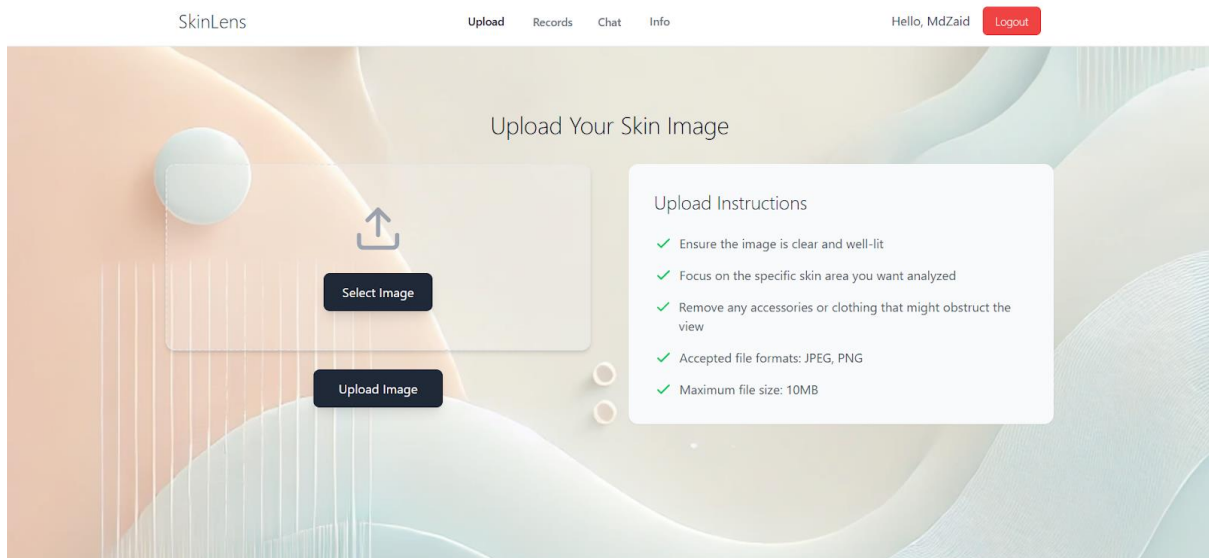 SkinLens
Upload
Records
Chat
Info
Hello, MdZaid
Logout
Upload Your Skin Image
Select Image
Upload Image
Upload Instructions
Ensure the image is clear and well-lit
Focus on the specific skin area you want analyzed
Remove any accessories or clothing that might obstruct the
view
Accepted file formats: JPEG, PNG
Maximum file size: 10MB